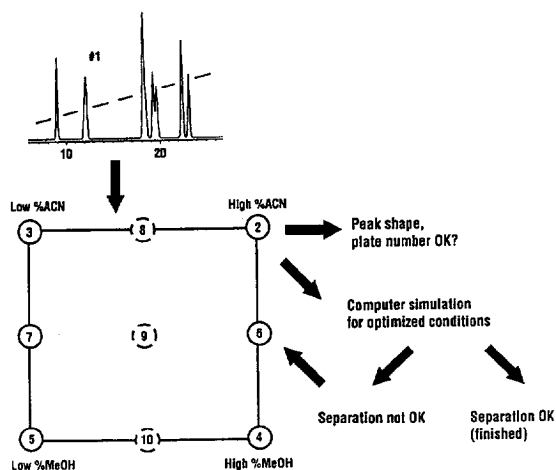 #1
10 20
Low %ACN
High %ACN
3 8 2
Peak shape,
plate number OK?
Computer simulation
for optimized conditions
7 9 6
Separation not OK
Separation OK
(finished)
5 10 4
Low %MeOH
High %MeOH